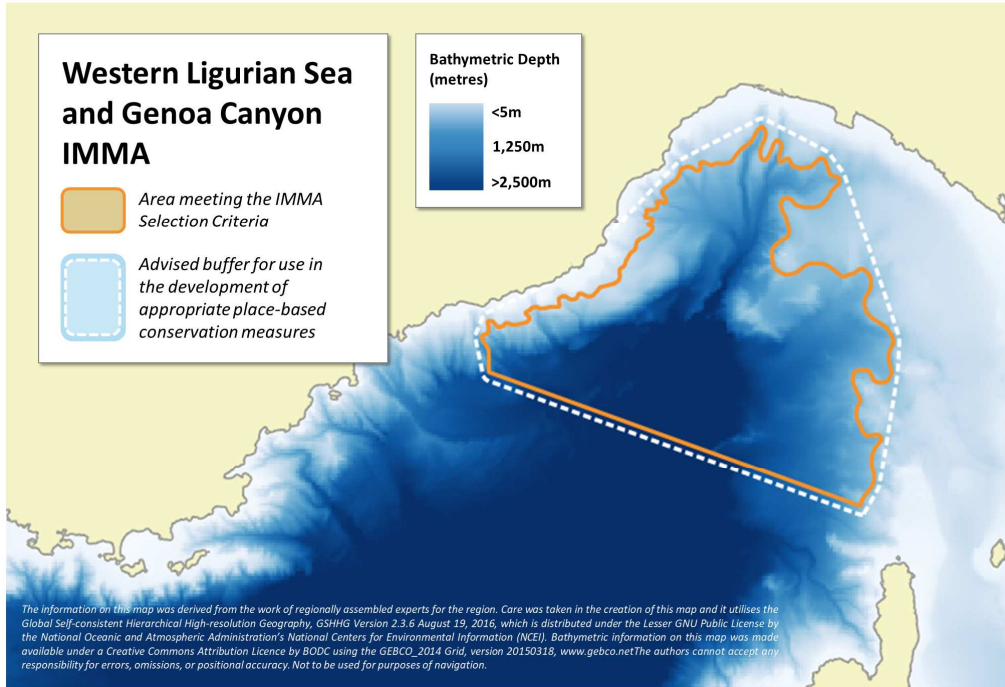 Western Ligurian Sea
and Genoa Canyon
IMMA
Area meeting the IMMA
Selection Criteria
Advised buffer for use in
the development of
appropriate place-based
conservation measures
Bathymetric Depth
(metres)
<5m
1,250m
>2,500m
The information on this map was derived from the work of regionally assembled experts for the region. Care was taken in the creation of this map and it utilises the
Global Self-consistent Hierarchical High-resolution Geography, GSHHG Version 2.3.6 August 19, 2016, which is distributed under the Lesser GNU Public License by
the National Oceanic and Atmospheric Administration's National Centers for Environmental Information (NCEI). Bathymetric information on this map was made
available under a Creative Commons Attribution Licence by BODC using the GEBCO_2014 Grid, version 20150318, www.gebco.netThe authors cannot accept any
responsibility for errors, omissions, or positional accuracy. Not to be used for purposes of navigation.